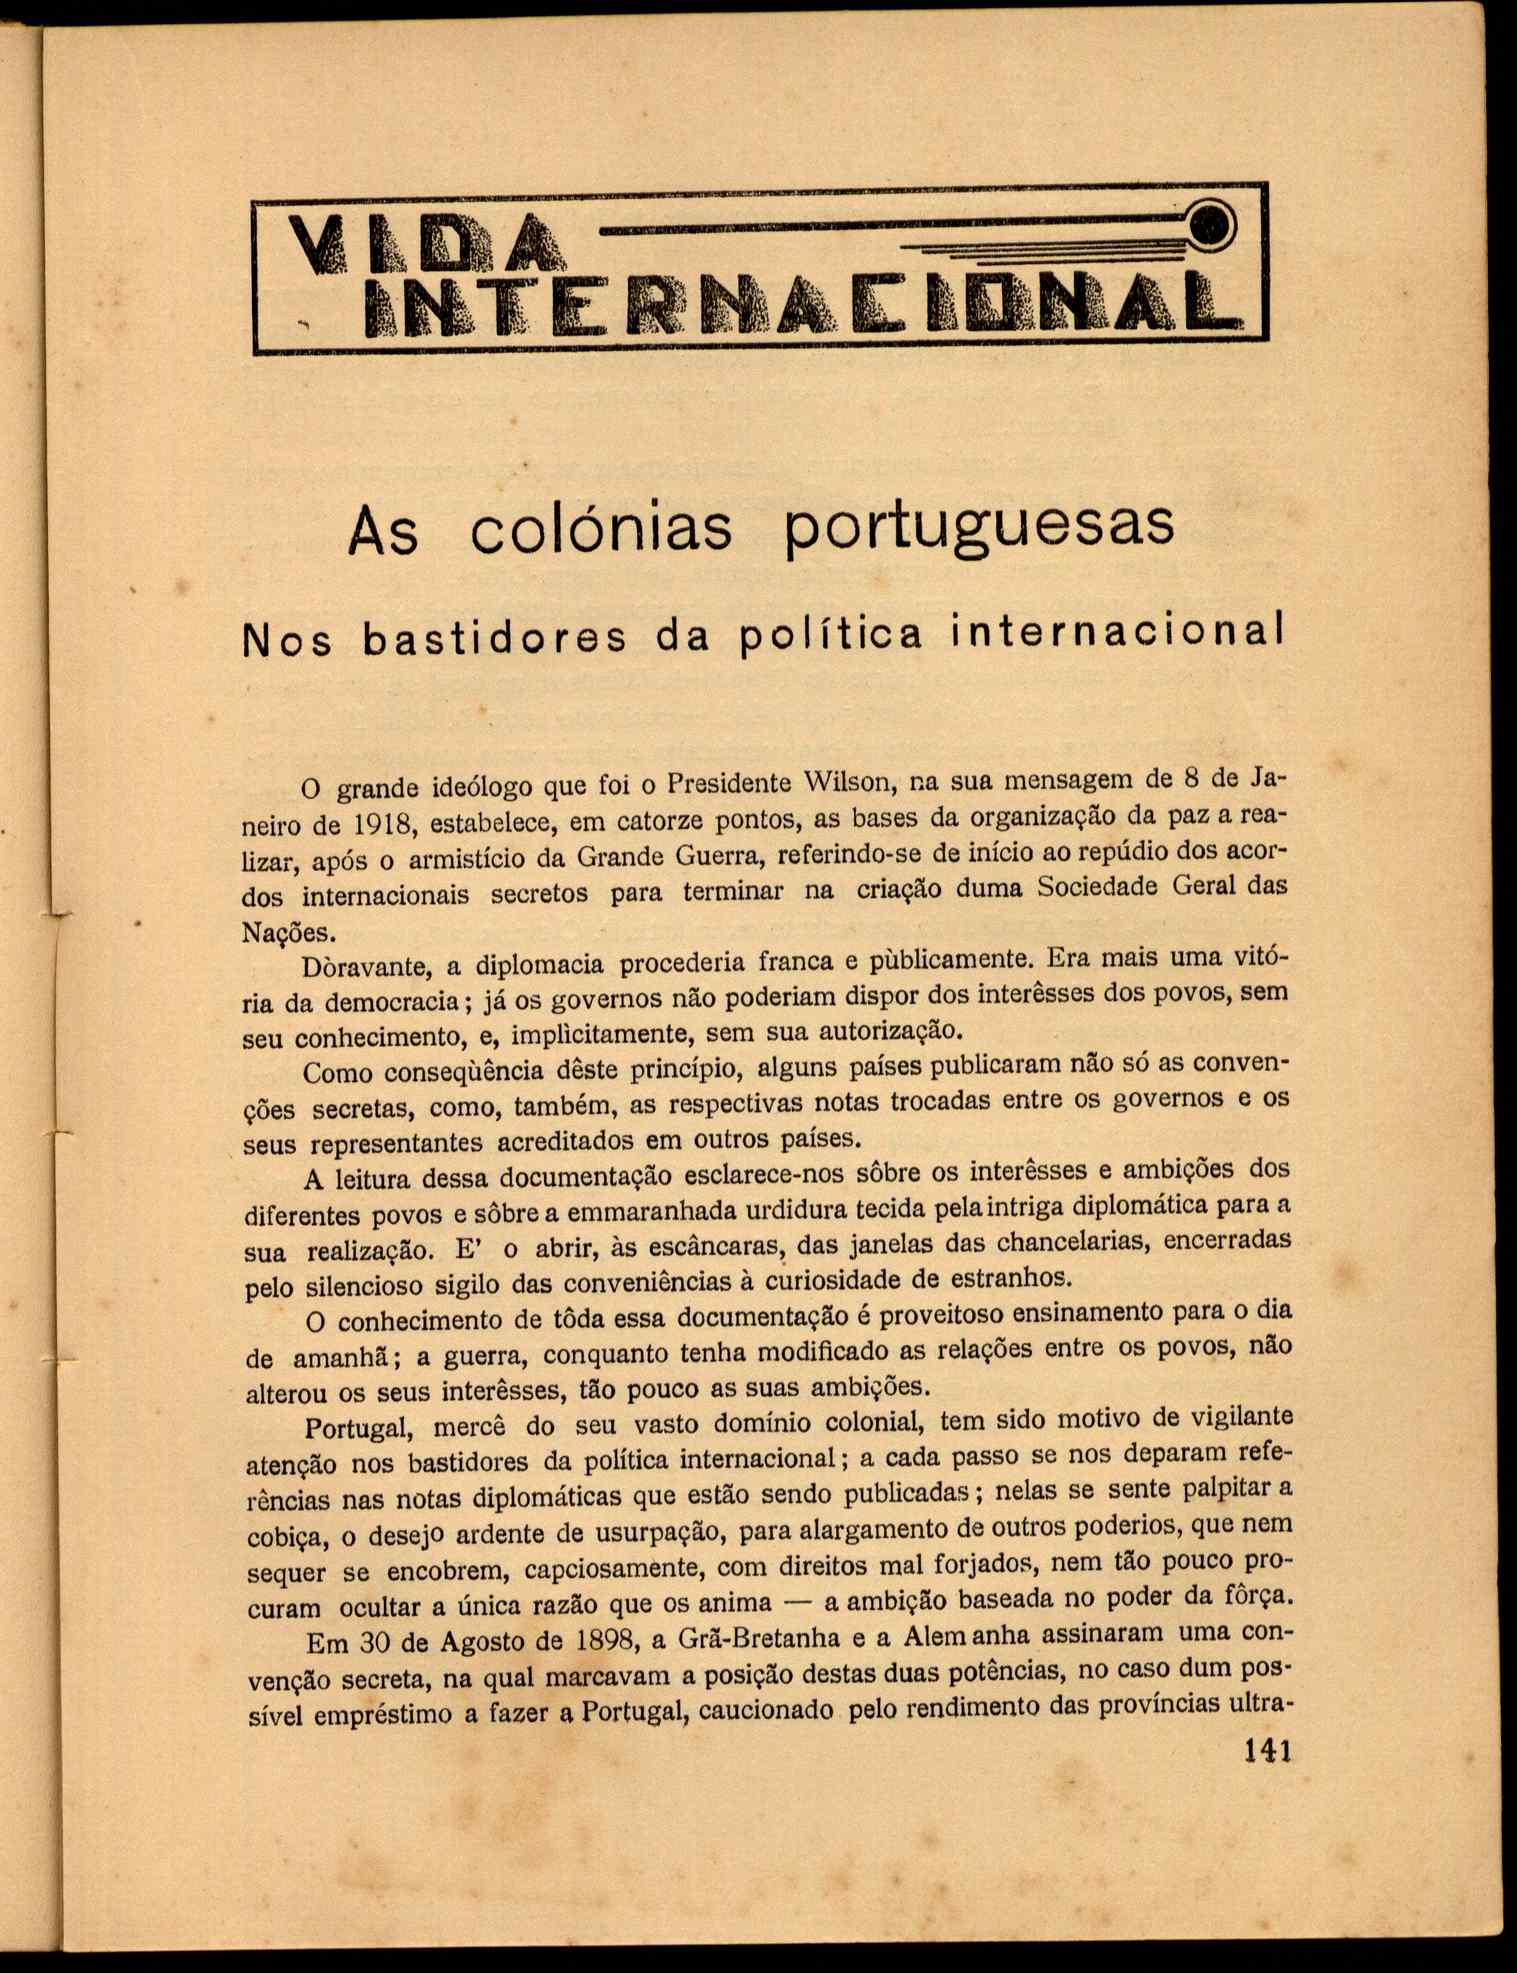 VIDA
INTERNACIONAL
As colónias portuguesas
Nos bastidores da política internacional
O grande ideólogo que foi o Presidente Wilson, na sua mensagem de 8 de Ja-
neiro de 1918, estabelece, em catorze pontos, as bases da organização da paz a rea-
lizar, após o armistício da Grande Guerra, referindo-se de início ao repúdio dos acor-
dos internacionais secretos para terminar na criação duma Sociedade Geral das
Nações.
Dòravante, a diplomacia procederia franca e pùblicamente. Era mais uma vitó-
ria da democracia; já os governos não poderiam dispor dos interêsses dos povos, sem
seu conhecimento, e, implìcitamente, sem sua autorização.
Como conseqùência dêste princípio, alguns países publicaram não só as conven-
ções secretas, como, também, as respectivas notas trocadas entre os governos e os
seus representantes acreditados em outros países.
A leitura dessa documentação esclarece-nos sôbre os interêsses e ambições dos
diferentes povos e sôbre a emmaranhada urdidura tecida pela intriga diplomática para a
sua realização. E' o abrir, às escâncaras, das janelas das chancelarias, encerradas
pelo silencioso sigilo das conveniências à curiosidade de estranhos.
O conhecimento de tôda essa documentação é proveitoso ensinamento para o dia
de amanhã; a guerra, conquanto tenha modificado as relações entre os povos, não
alterou os seus interêsses, tão pouco as suas ambições.
Portugal, mercê do seu vasto domínio colonial, tem sido motivo de vigilante
atenção nos bastidores da política internacional; a cada passo se nos deparam refe-
rências nas notas diplomáticas que estão sendo publicadas; nelas se sente palpitar a
cobiça, o desejo ardente de usurpação, para alargamento de outros poderios, que nem
sequer se encobrem, capciosamente, com direitos mal forjados, nem tão pouco pro-
curam ocultar a única razão que os anima — a ambição baseada no poder da fôrça.
Em 30 de Agosto de 1898, a Grã-Bretanha e a Alemanha assinaram uma con-
venção secreta, na qual marcavam a posição destas duas potências, no caso dum pos-
sível empréstimo a fazer a Portugal, caucionado pelo rendimento das províncias ultra-
141